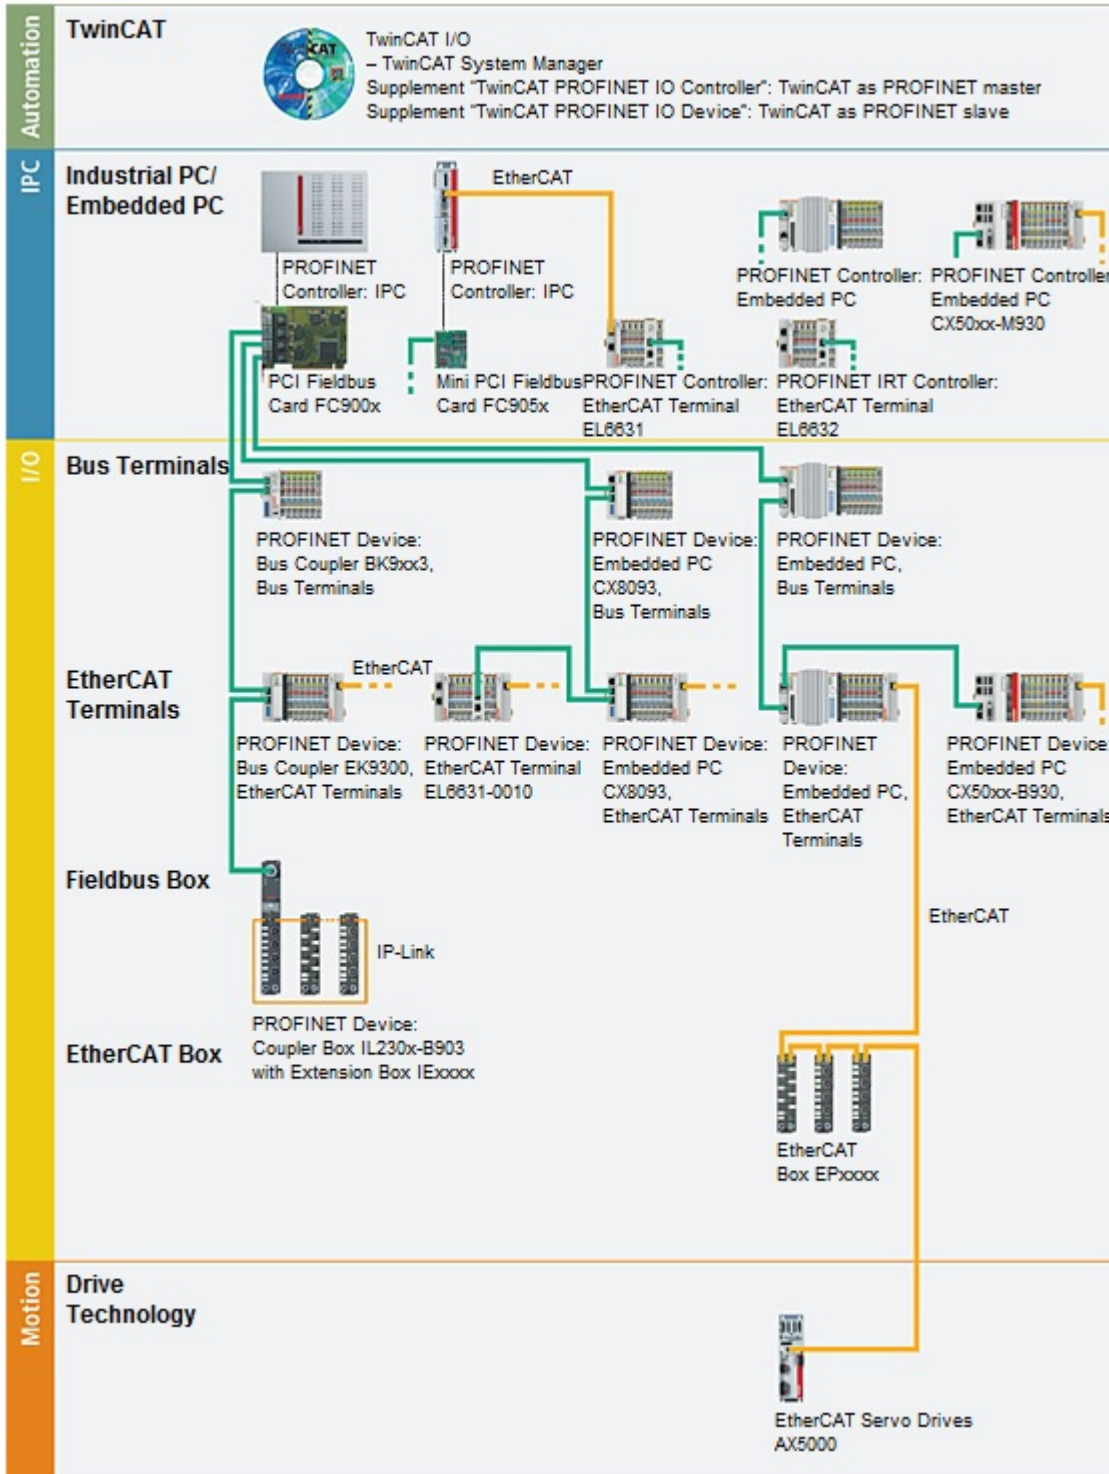 Automation
TwinCAT
TwinCAT
TwinCAT I/O
– TwinCAT System Manager
Supplement "TwinCAT PROFINET IO Controller": TwinCAT as PROFINET master
Supplement "TwinCAT PROFINET IO Device": TwinCAT as PROFINET slave
IPC
Industrial PC/
Embedded PC
EtherCAT
PROFINET
Controller: IPC
PROFINET
Controller: IPC
PROFINET Controller:
Embedded PC
PROFINET Controller
Embedded PC
CX50xx-M930
PCI Fieldbus
Card FC900x
Mini PCI Fieldbus
Card FC905x
PROFINET Controller:
EtherCAT Terminal
EL6631
PROFINET IRT Controller:
EtherCAT Terminal
EL6632
I/O
Bus Terminals
PROFINET Device:
Bus Coupler BK9xx3,
Bus Terminals
PROFINET Device:
Embedded PC
CX8093,
Bus Terminals
PROFINET Device:
Embedded PC,
Bus Terminals
EtherCAT
Terminals
EtherCAT
PROFINET Device:
Bus Coupler EK9300,
EtherCAT Terminals
PROFINET Device:
EtherCAT Terminal
EL6631-0010
PROFINET Device:
Embedded PC
CX8093,
EtherCAT Terminals
PROFINET
Device:
Embedded PC,
EtherCAT
Terminals
PROFINET Device:
Embedded PC
CX50xx-B930,
EtherCAT Terminals
Fieldbus Box
IP-Link
EtherCAT
PROFINET Device:
Coupler Box IL230x-B903
with Extension Box IExxxx
EtherCAT Box
EtherCAT
Box EPxxxx
Motion
Drive
Technology
EtherCAT Servo Drives
AX5000